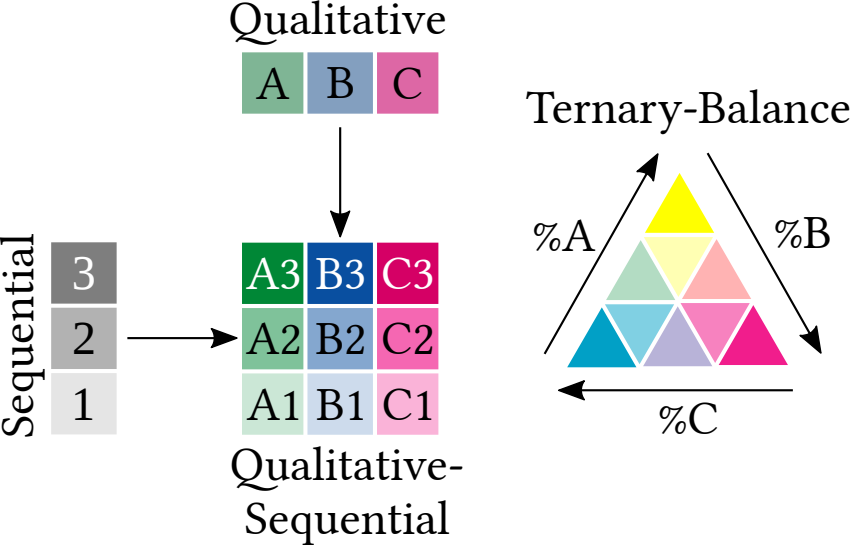 Qualitative
A B C
Ternary-Balance
%A
%B
Sequential
3
2
1
A3 B3 C3
A2 B2 C2
A1 B1 C1
%C
Qualitative-
Sequential